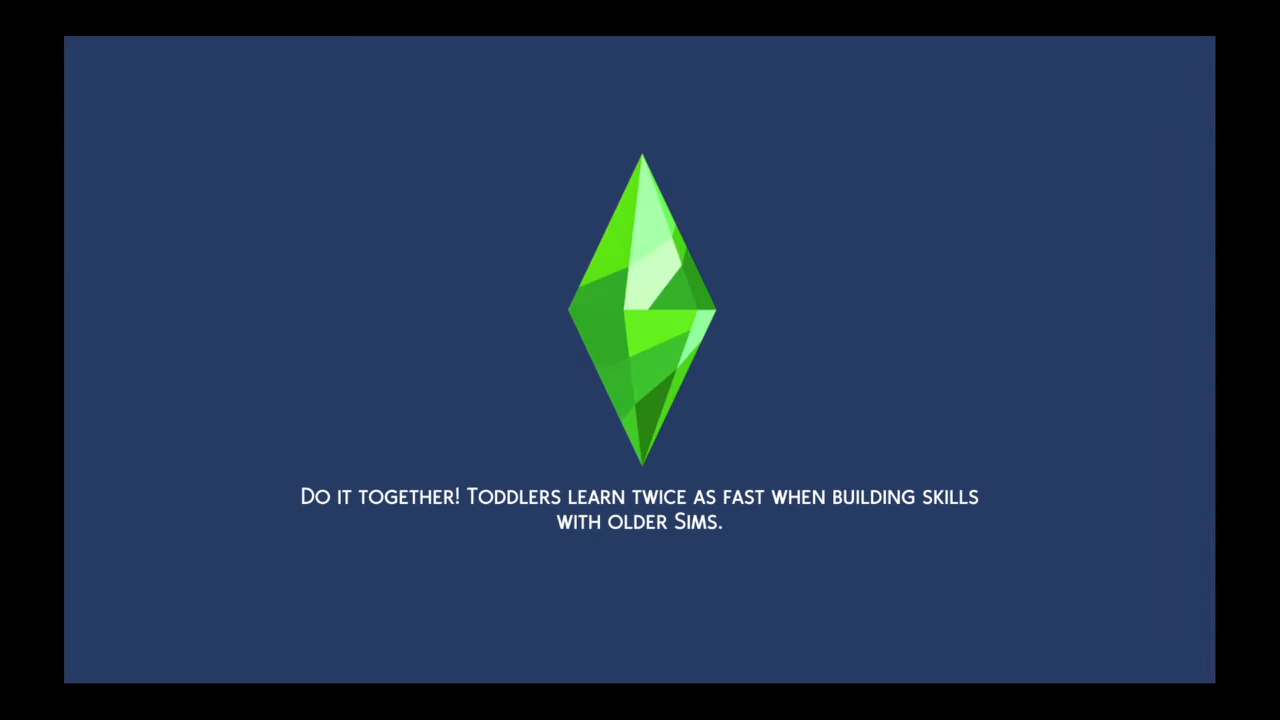 Do it together! Toddlers learn twice as fast when building skills
with older Sims.